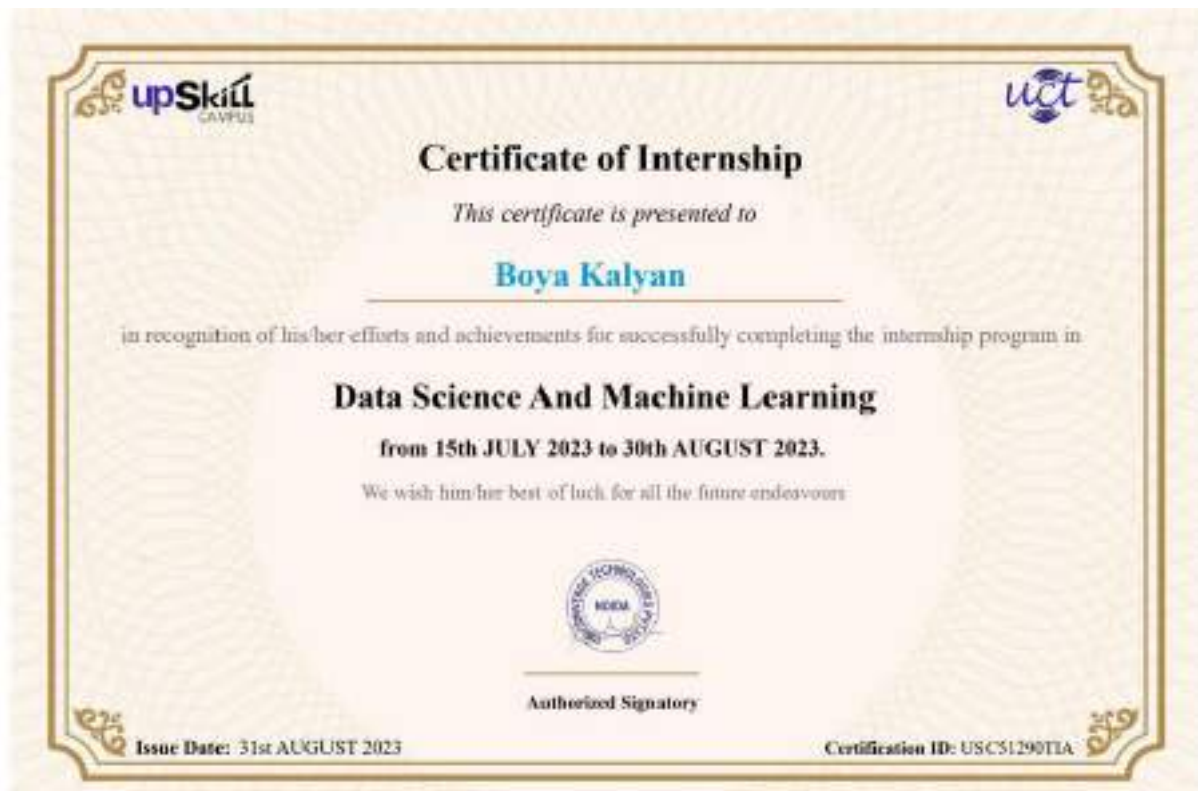 upSkill
CAMPUS
uct
Certificate of Internship
This certificate is presented to
Boya Kalyan
in recognition of his/her efforts and achievements for successfully completing the internship program in
Data Science And Machine Learning
from 15th JULY 2023 to 30th AUGUST 2023.
We wish him/her best of luck for all the future endeavours
NOIDA
Authorized Signatory
Issue Date: 31st AUGUST 2023
Certification ID: USC51290TIA